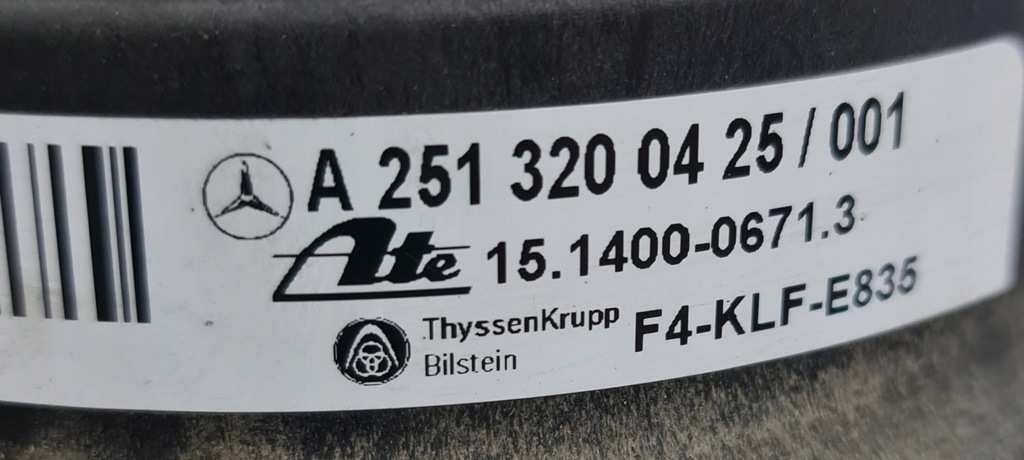 A 251 320 04 25 / 001
Ate 15.1400-0671.3
ThyssenKrupp
Bilstein
F4-KLF-E835